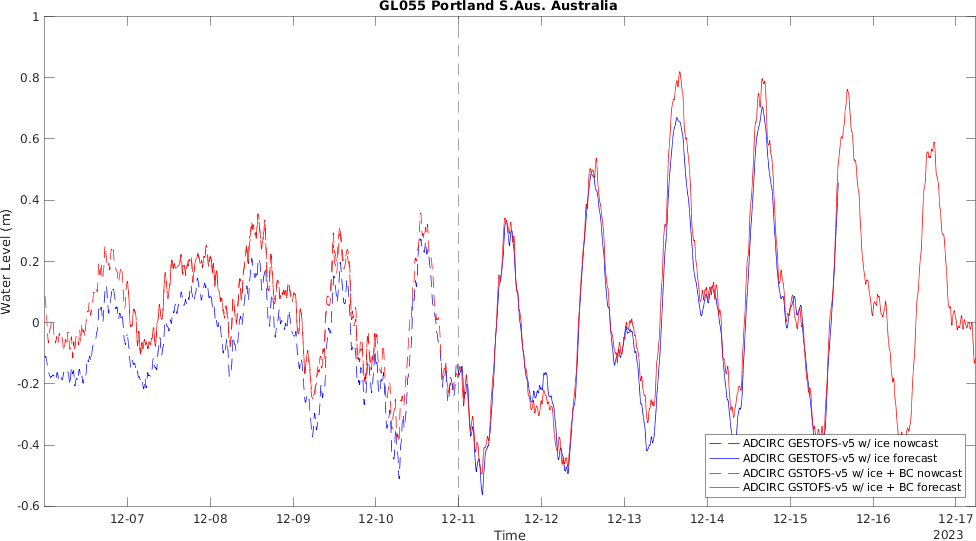 GL055 Portland S.Aus. Australia
1
0.8
0.6
0.4
0.2
0
-0.2
-0.4
-0.6
Water Level (m)
ADCIRC GESTOFS-v5 w/ ice nowcast
ADCIRC GESTOFS-v5 w/ ice forecast
ADCIRC GSTOFS-v5 w/ ice + BC nowcast
ADCIRC GSTOFS-v5 w/ ice + BC forecast
12-07 12-08 12-09 12-10 12-11 12-12 12-13 12-14 12-15 12-16 12-17
Time
2023